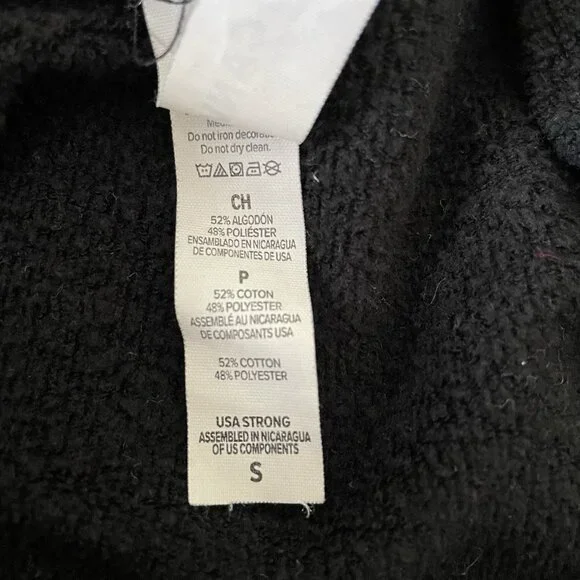 Do not iron
Do not dry clean.
CH
52% ALGODÓN
48% POLIÉSTER
ENSAMBLADO EN NICARAGUA
DE COMPONENTES DE USA
P
52% COTON
48% POLYESTER
ASSEMBLÉ AU NICARAGUA
DE COMPOSANTS USA
52% COTTON
48% POLYESTER
USA STRONG
ASSEMBLED IN NICARAGUA
OF US COMPONENTS
S